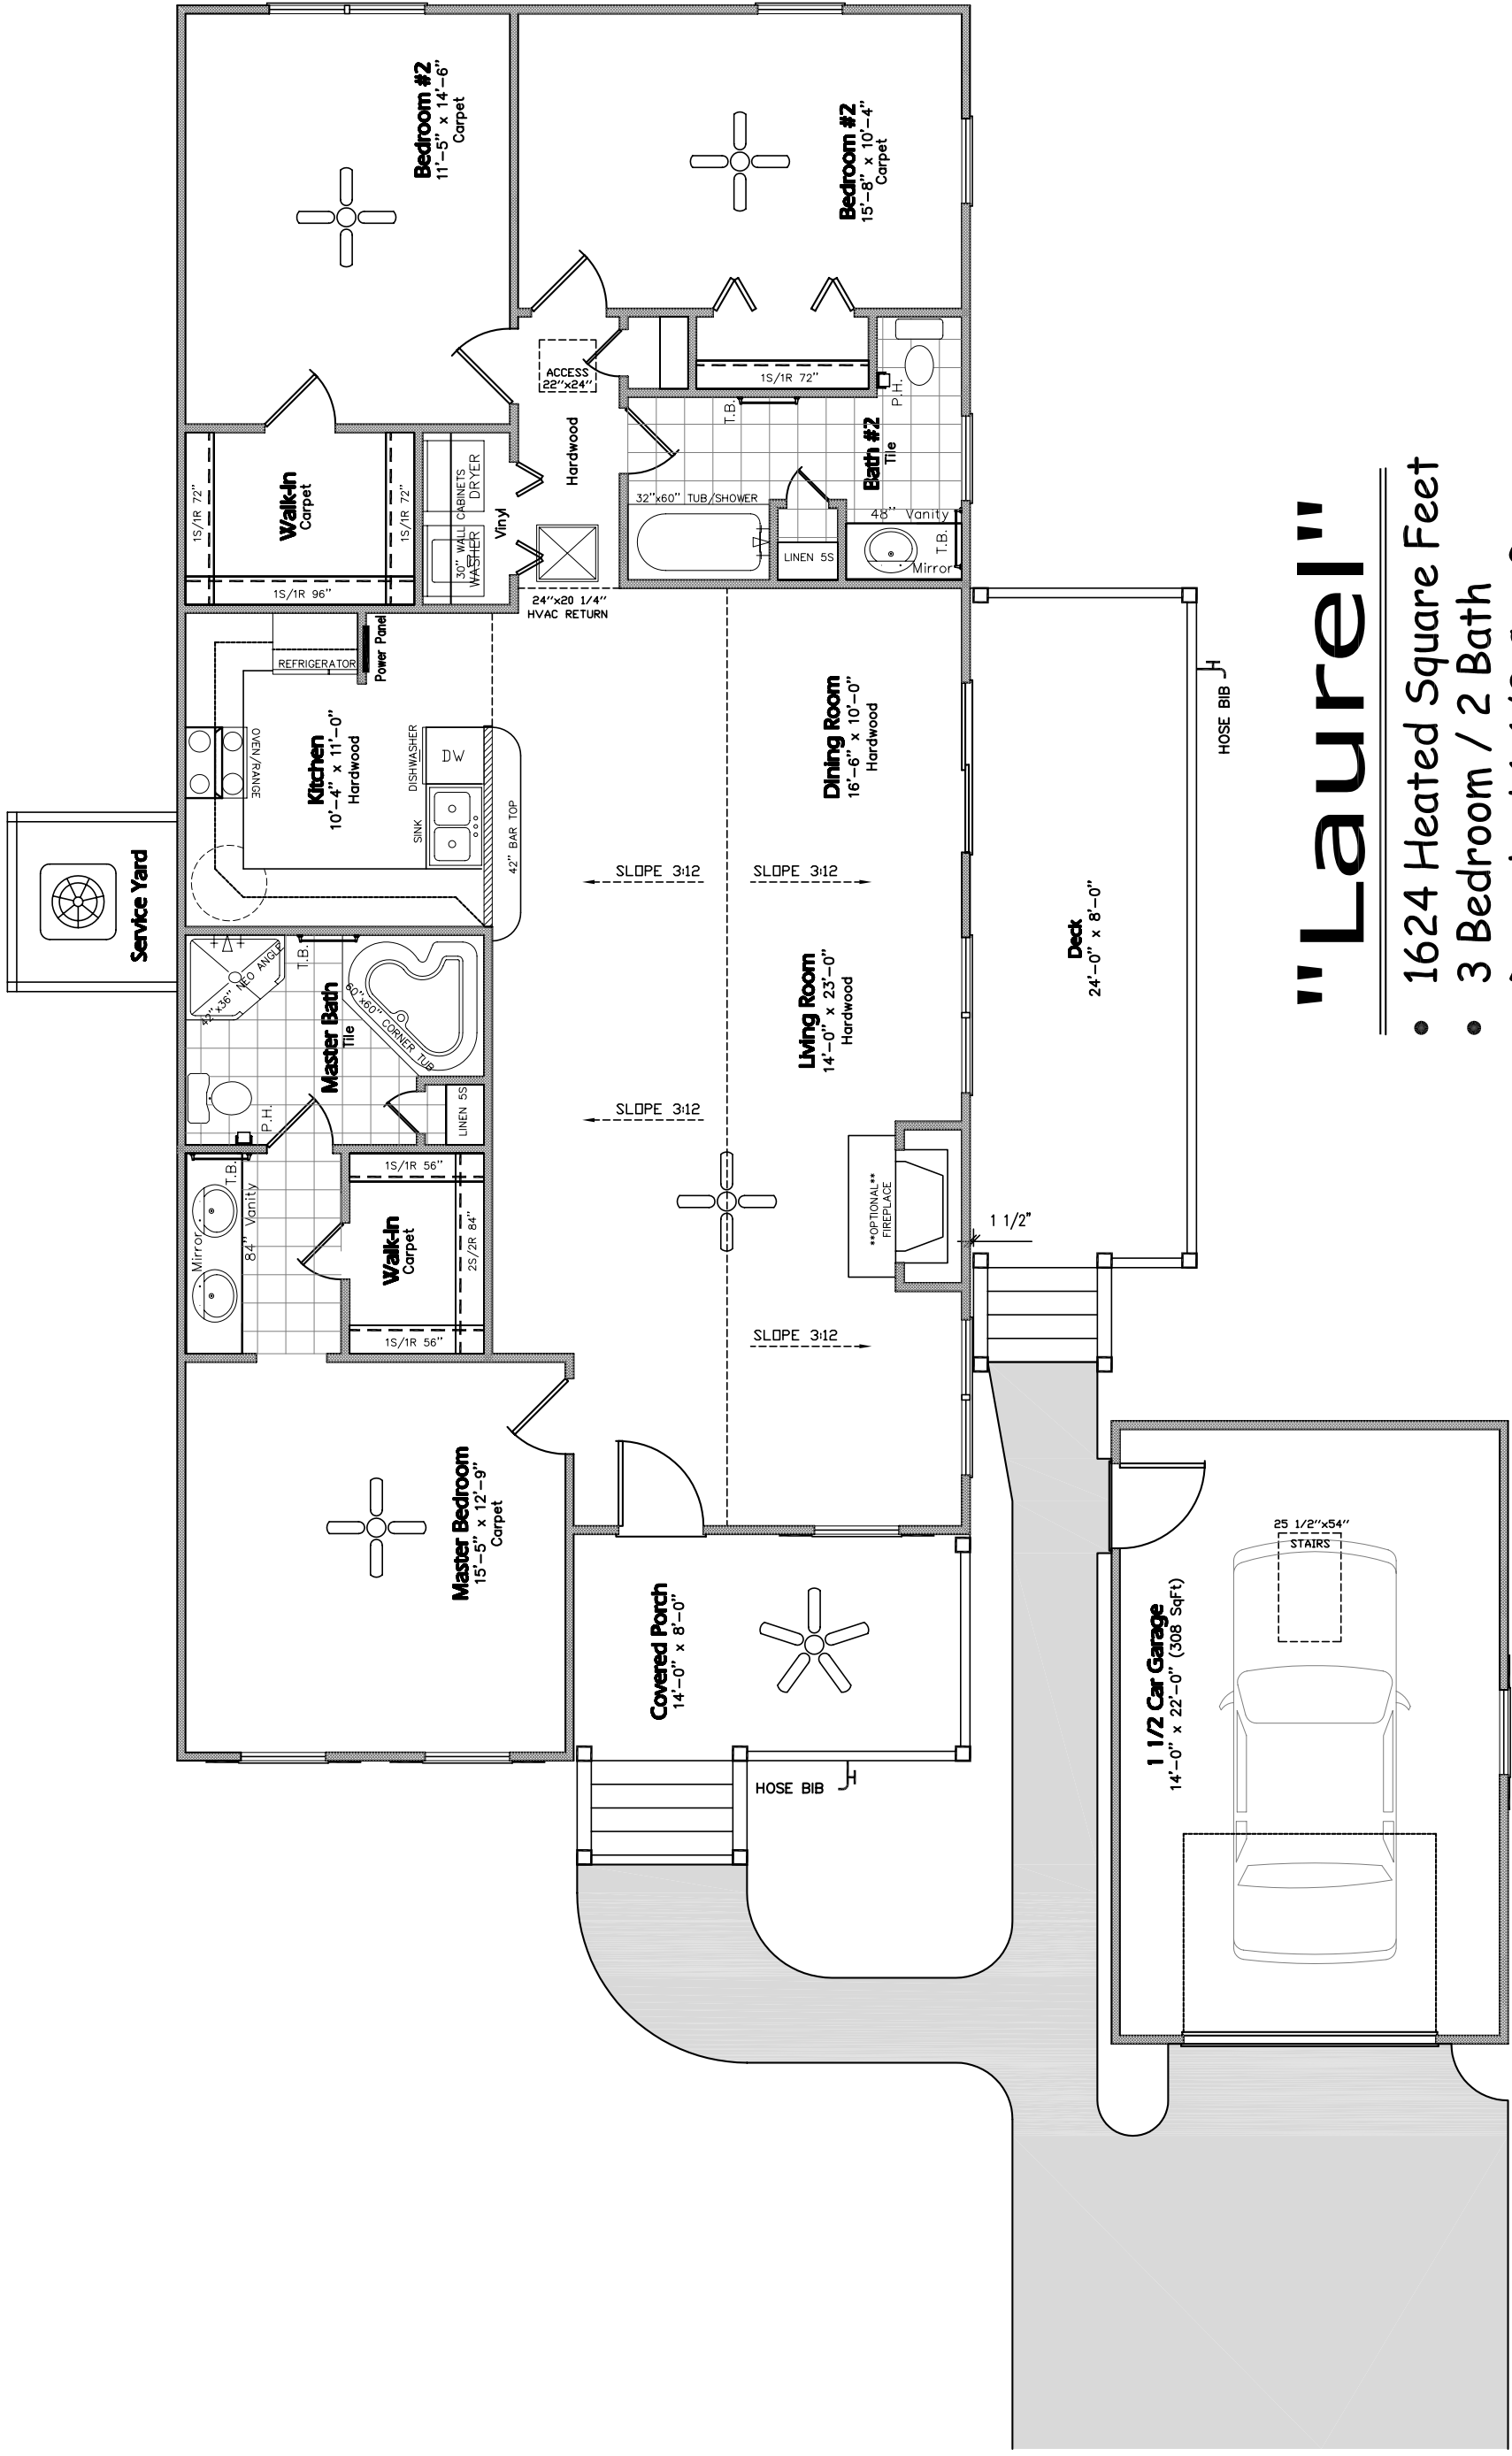 Bedroom #2
11'-5" x 14'-6"
Carpet
Bedroom #2
15'-8" x 10'-4"
Carpet
Walk-In
Carpet
1S/1R 72"
1S/1R 72"
1S/1R 96"
30" WALL CABINETS
WASHER
DRYER
Vinyl
ACCESS
22"x24"
Hardwood
24"x20 1/4"
HVAC RETURN
1S/1R 72"
T.B.
P.H.
Bath #2
Tile
32"x60" TUB/SHOWER
LINEN 5S
48" Vanity
T.B.
Mirror
REFRIGERATOR
Power Panel
OVEN/RANGE
Kitchen
10'-4" x 11'-0"
Hardwood
DISHWASHER
DW
SINK
42" BAR TOP
Service Yard
Dining Room
16'-6" x 10'-0"
Hardwood
SLOPE 3:12
SLOPE 3:12
Living Room
14'-0" x 23'-0"
Hardwood
SLOPE 3:12
SLOPE 3:12
**OPTIONAL**
FIREPLACE
Deck
24'-0" x 8'-0"
HOSE BIB
1 1/2"
42"x36" NEO ANGLE
T.B.
60"x60" CORNER TUB
Master Bath
Tile
P.H.
LINEN 5S
T.B.
Mirror
84" Vanity
1S/1R 56"
2S/2R 84"
1S/1R 56"
Walk-In
Carpet
Master Bedroom
15'-5" x 12'-9"
Carpet
Covered Porch
14'-0" x 8'-0"
HOSE BIB
25 1/2"x54"
STAIRS
1 1/2 Car Garage
14'-0" x 22'-0" (308 SqFt)
"Laurel"
• 1624 Heated Square Feet
• 3 Bedroom / 2 Bath